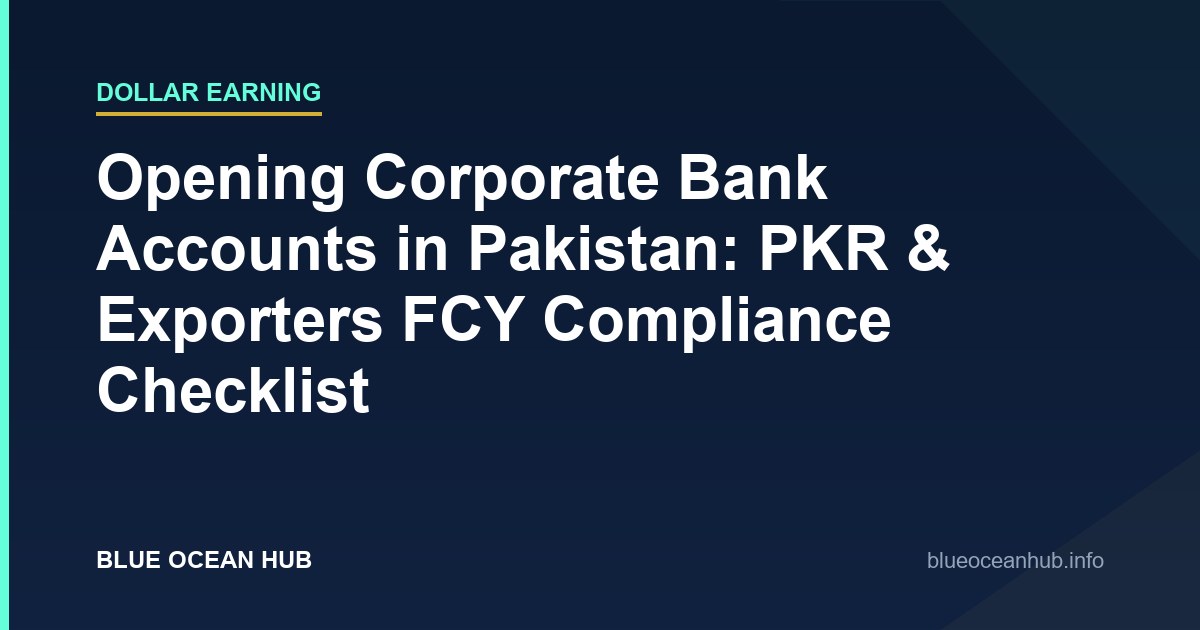 DOLLAR EARNING
Opening Corporate Bank
Accounts in Pakistan: PKR &
Exporters FCY Compliance
Checklist
BLUE OCEAN HUB
blueoceanhub.info